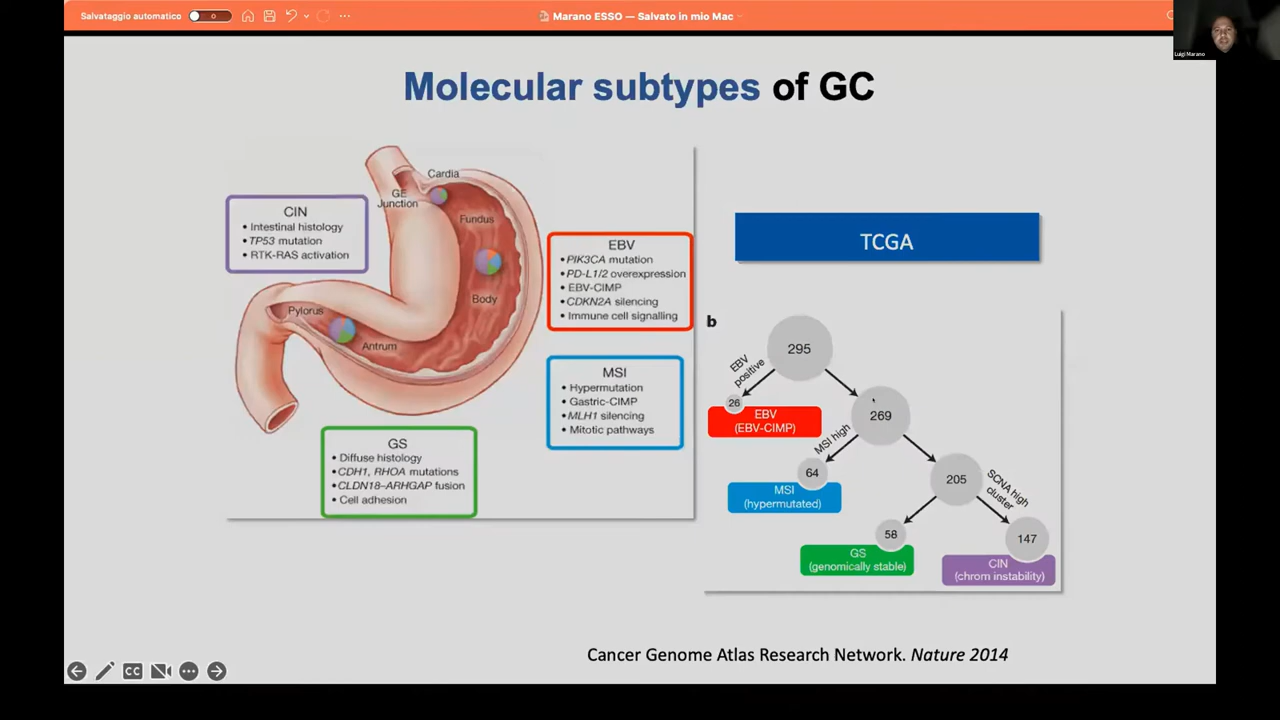 Salvataggio automatico
Marano ESSO — Salvato in mio Mac
Luigi Marano
Molecular subtypes of GC
Cardia
GE
Junction
Fundus
Body
Pylorus
Antrum
CIN
• Intestinal histology
• TP53 mutation
• RTK-RAS activation
EBV
• PIK3CA mutation
• PD-L1/2 overexpression
• EBV-CIMP
• CDKN2A silencing
• Immune cell signalling
MSI
• Hypermutation
• Gastric-CIMP
• MLH1 silencing
• Mitotic pathways
GS
• Diffuse histology
• CDH1, RHOA mutations
• CLDN18–ARHGAP fusion
• Cell adhesion
TCGA
b
295
EBV
positive
26
EBV
(EBV-CIMP)
269
MSI high
64
MSI
(hypermutated)
205
SCNA high
cluster
58
GS
(genomically stable)
147
CIN
(chrom instability)
Cancer Genome Atlas Research Network. Nature 2014
CC